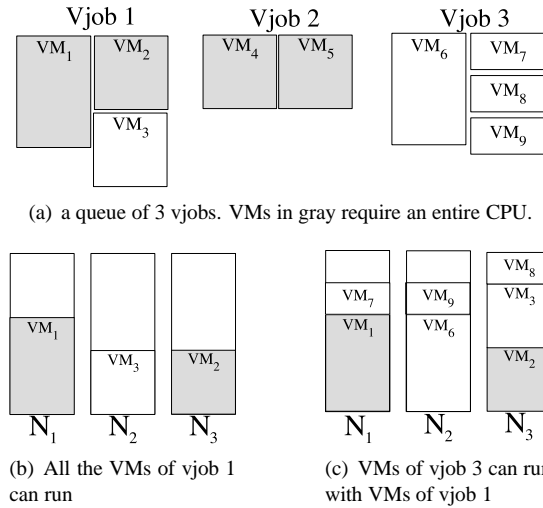 Vjob 1 Vjob 2 Vjob 3
VM1 VM2 VM4 VM5 VM6 VM7
VM8
VM3
VM9
(a) a queue of 3 vjobs. VMs in gray require an entire CPU.
VM8
VM7 VM9 VM3
VM1 VM1 VM6
VM3 VM2 VM2
N1 N2 N3 N1 N2 N3
(b) All the VMs of vjob 1
can run
(c) VMs of vjob 3 can run
with VMs of vjob 1